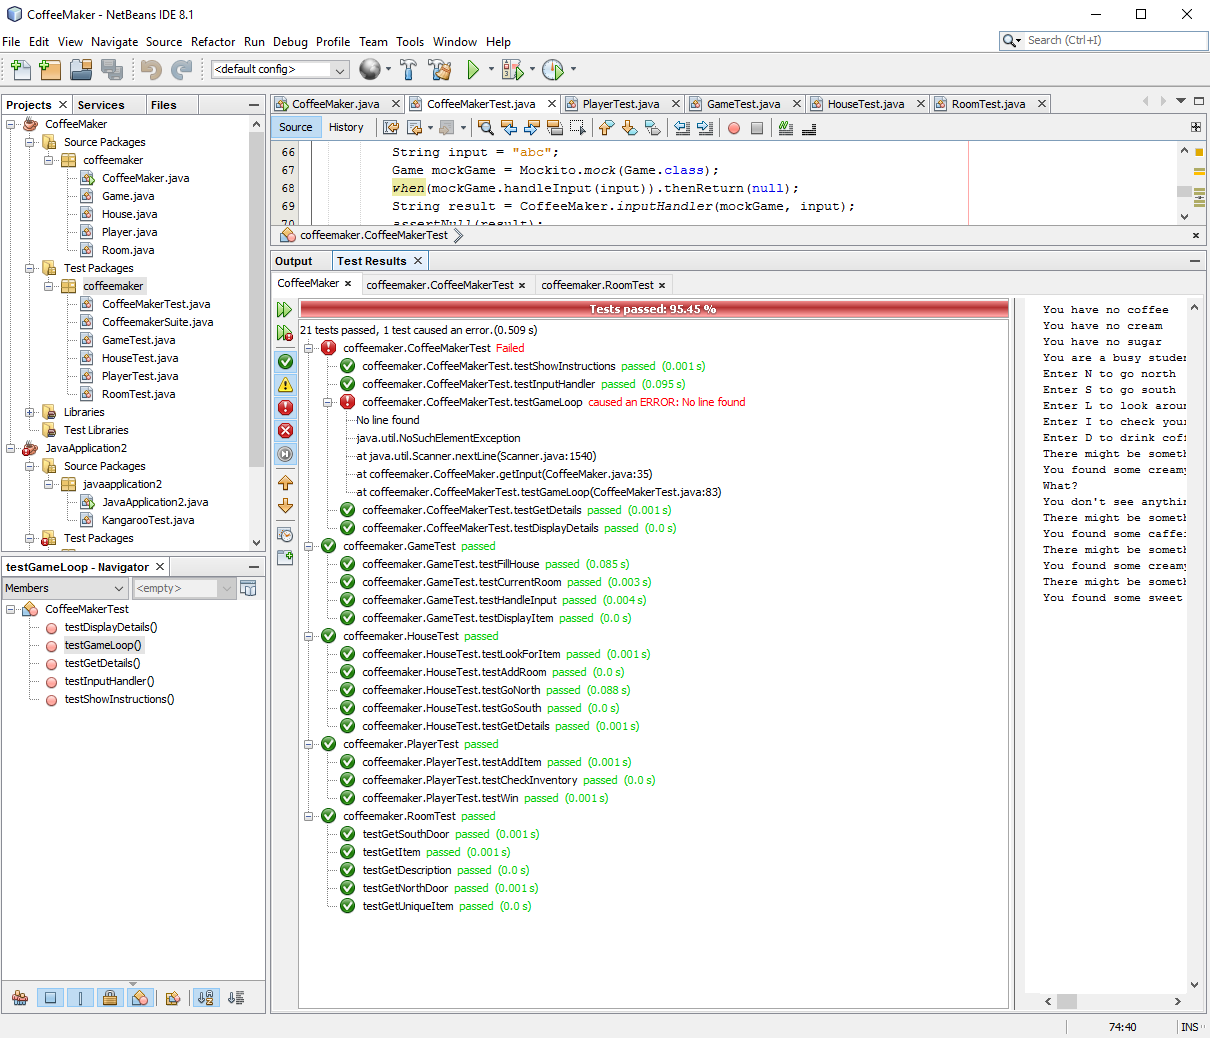 CoffeeMaker - NetBeans IDE 8.1
File Edit View Navigate Source Refactor Run Debug Profile Team Tools Window Help
Search (Ctrl+I)
<default config>
Projects Services Files
CoffeeMaker
Source Packages
coffeemaker
CoffeeMaker.java
Game.java
House.java
Player.java
Room.java
Test Packages
coffeemaker
CoffeeMakerTest.java
CoffeemakerSuite.java
GameTest.java
HouseTest.java
PlayerTest.java
RoomTest.java
Libraries
Test Libraries
JavaApplication2
Source Packages
javaapplication2
JavaApplication2.java
KangarooTest.java
Test Packages
testGameLoop - Navigator
Members <empty>
CoffeeMakerTest
testDisplayDetails()
testGameLoop()
testGetDetails()
testInputHandler()
testShowInstructions()
CoffeeMaker.java CoffeeMakerTest.java PlayerTest.java GameTest.java HouseTest.java RoomTest.java
Source History
66 String input = "abc";
67 Game mockGame = Mockito.mock(Game.class);
68 when(mockGame.handleInput(input)).thenReturn(null);
69 String result = CoffeeMaker.inputHandler(mockGame, input);
70 assertNull(result);
coffeemaker.CoffeeMakerTest
Output Test Results
CoffeeMaker coffeemaker.CoffeeMakerTest coffeemaker.RoomTest
Tests passed: 95.45 %
21 tests passed, 1 test caused an error.(0.509 s)
coffeemaker.CoffeeMakerTest Failed
coffeemaker.CoffeeMakerTest.testShowInstructions passed (0.001 s)
coffeemaker.CoffeeMakerTest.testInputHandler passed (0.095 s)
coffeemaker.CoffeeMakerTest.testGameLoop caused an ERROR: No line found
No line found
java.util.NoSuchElementException
at java.util.Scanner.nextLine(Scanner.java:1540)
at coffeemaker.CoffeeMaker.getInput(CoffeeMaker.java:35)
at coffeemaker.CoffeeMakerTest.testGameLoop(CoffeeMakerTest.java:83)
coffeemaker.CoffeeMakerTest.testGetDetails passed (0.001 s)
coffeemaker.CoffeeMakerTest.testDisplayDetails passed (0.0 s)
coffeemaker.GameTest passed
coffeemaker.GameTest.testFillHouse passed (0.085 s)
coffeemaker.GameTest.testCurrentRoom passed (0.003 s)
coffeemaker.GameTest.testHandleInput passed (0.004 s)
coffeemaker.GameTest.testDisplayItem passed (0.0 s)
coffeemaker.HouseTest passed
coffeemaker.HouseTest.testLookForItem passed (0.001 s)
coffeemaker.HouseTest.testAddRoom passed (0.0 s)
coffeemaker.HouseTest.testGoNorth passed (0.088 s)
coffeemaker.HouseTest.testGoSouth passed (0.0 s)
coffeemaker.HouseTest.testGetDetails passed (0.001 s)
coffeemaker.PlayerTest passed
coffeemaker.PlayerTest.testAddItem passed (0.001 s)
coffeemaker.PlayerTest.testCheckInventory passed (0.0 s)
coffeemaker.PlayerTest.testWin passed (0.001 s)
coffeemaker.RoomTest passed
testGetSouthDoor passed (0.001 s)
testGetItem passed (0.001 s)
testGetDescription passed (0.0 s)
testGetNorthDoor passed (0.001 s)
testGetUniqueItem passed (0.0 s)
You have no coffee
You have no cream
You have no sugar
You are a busy stude
Enter N to go north
Enter S to go south
Enter L to look aroun
Enter I to check your
Enter D to drink cof
There might be someth
You found some creamy
What?
You don't see anythin
There might be someth
You found some caffei
There might be someth
You found some creamy
There might be someth
You found some sweet
74:40 INS